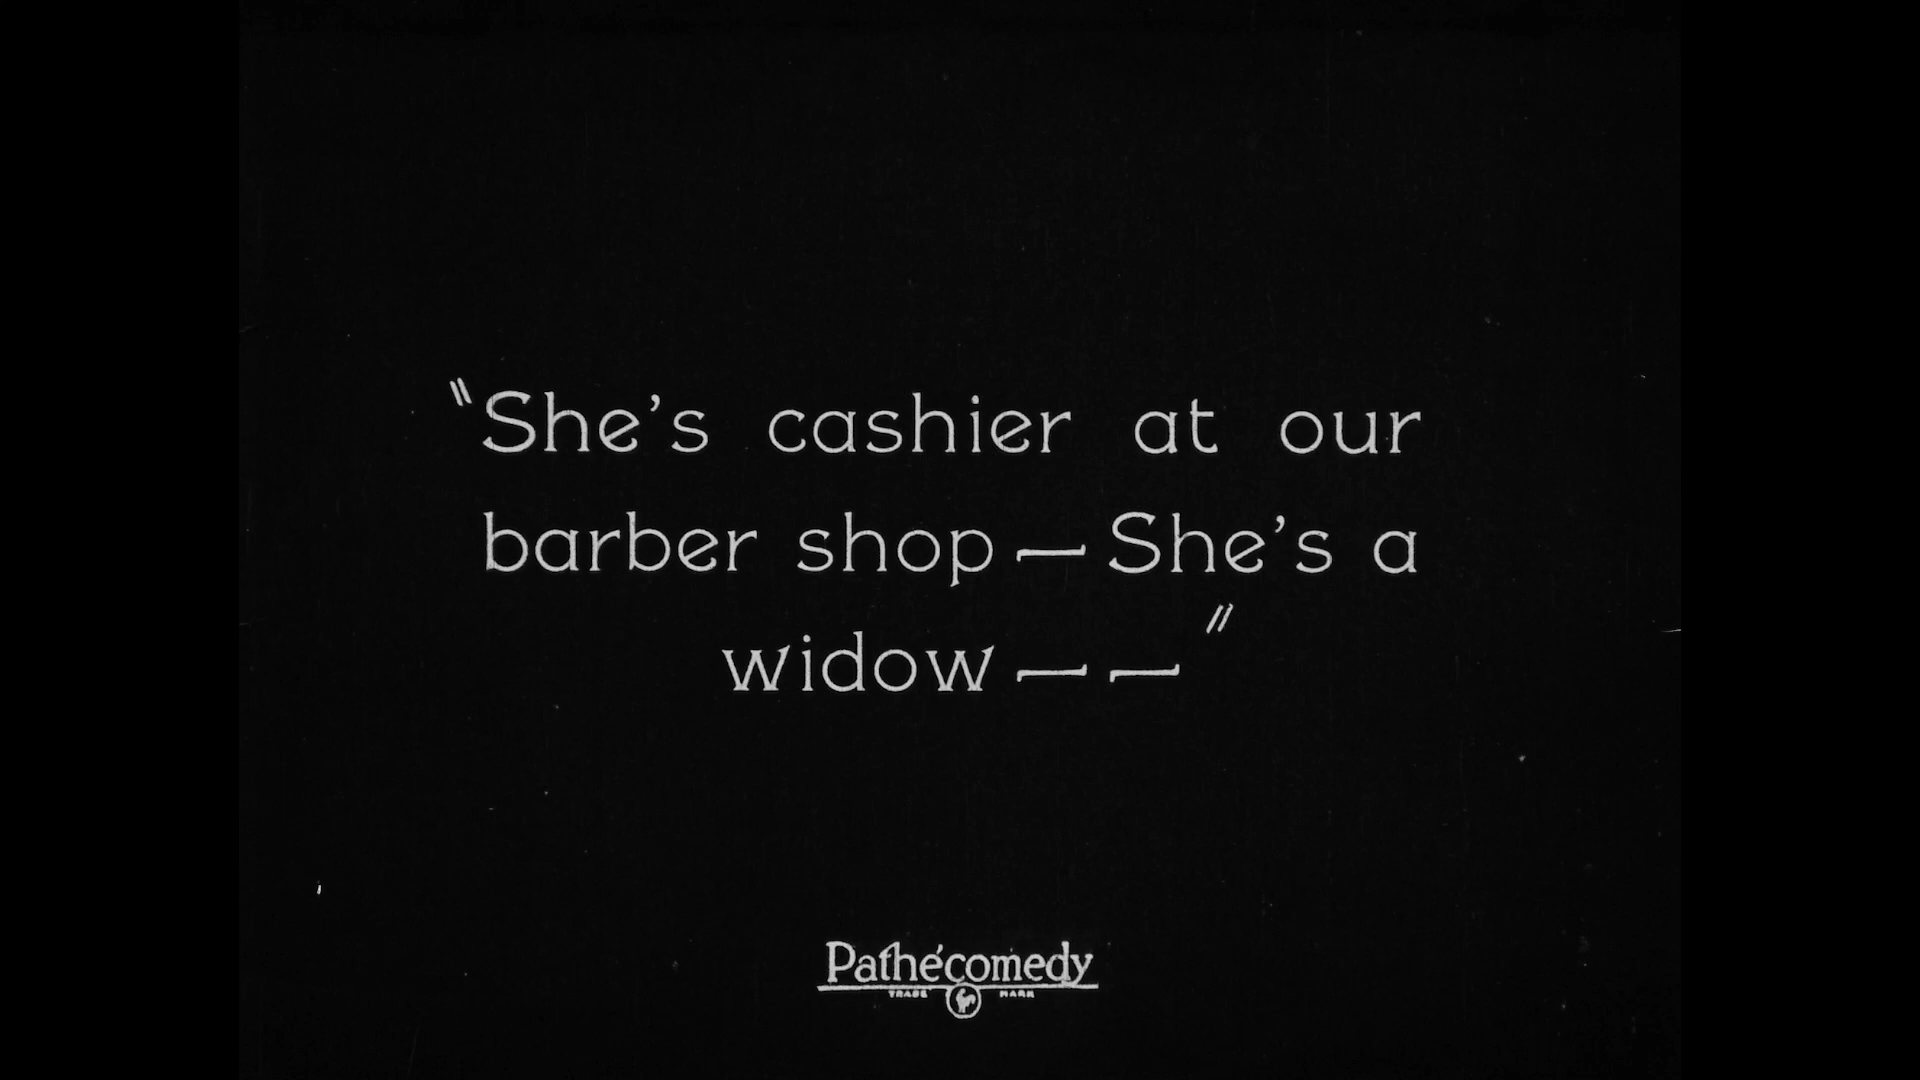 "She's cashier at our
barber shop — She's a
widow — — "
Pathécomedy
TRADE MARK